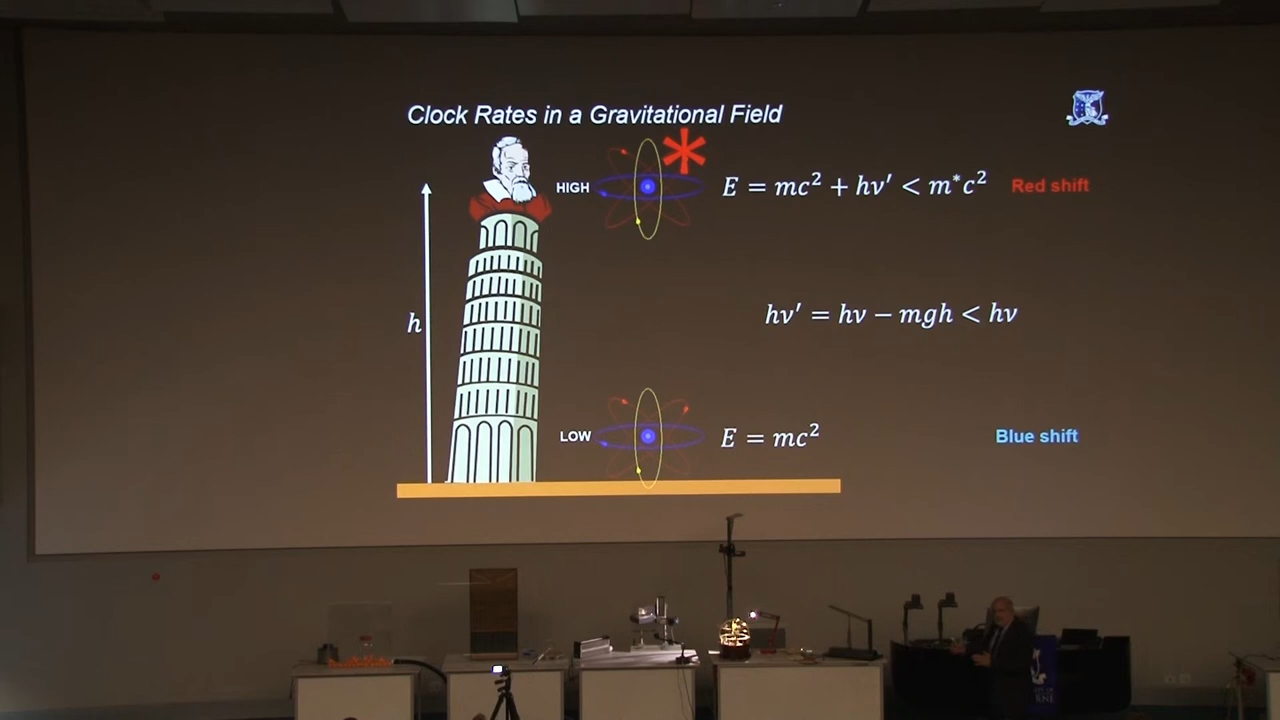 Clock Rates in a Gravitational Field
HIGH
E = mc² + hν′ < m*c²
Red shift
h
hν′ = hν − mgh < hν
LOW
E = mc²
Blue shift